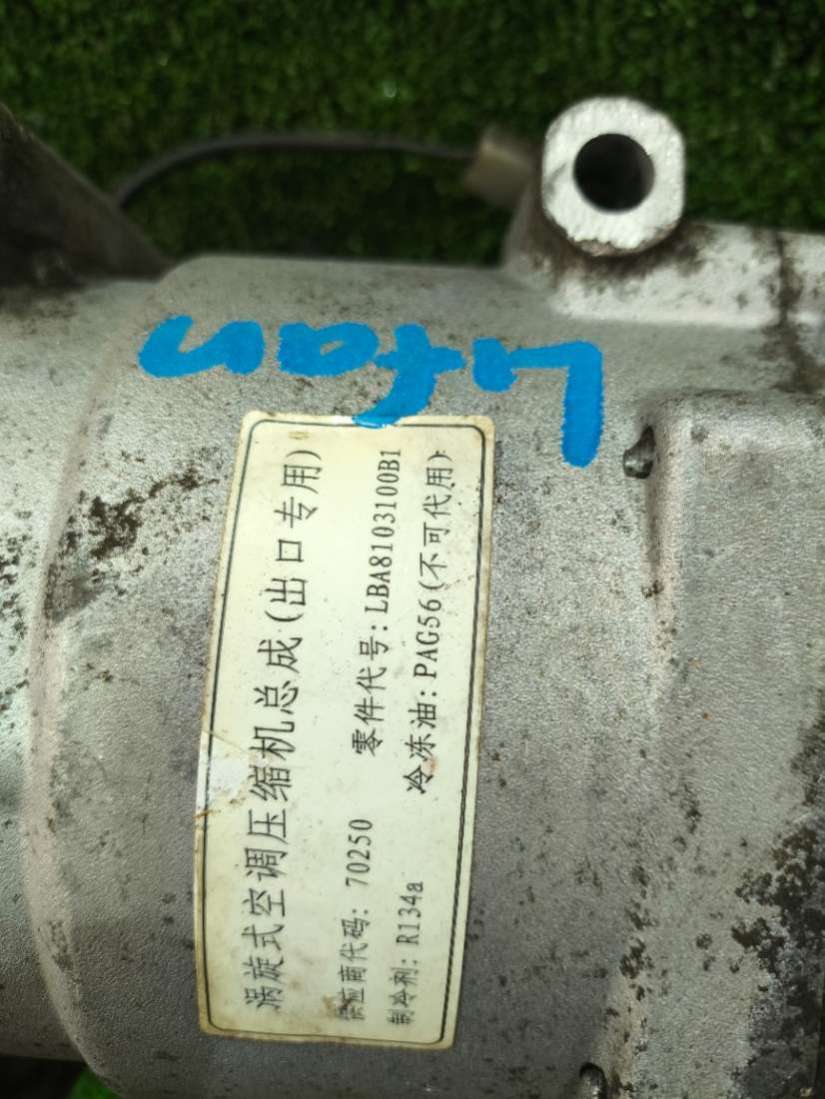 Lifan
涡旋式空调压缩机总成(出口专用)
供应商代码: 70250 零件代号: LBA8103100B1
制冷剂: R134a 冷冻油: PAG56(不可代用)